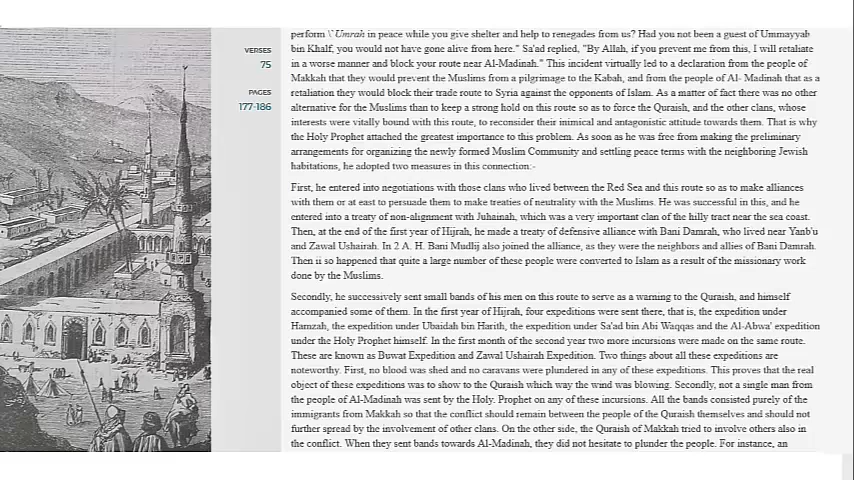 VERSES
75
PAGES
177-186
perform \`Umrah in peace while you give shelter and help to renegades from us? Had you not been a guest of Ummayyab
bin Khalf, you would not have gone alive from here." Sa'ad replied, "By Allah, if you prevent me from this, I will retaliate
in a worse manner and block your route near Al-Madinah." This incident virtually led to a declaration from the people of
Makkah that they would prevent the Muslims from a pilgrimage to the Kabah, and from the people of Al- Madinah that as a
retaliation they would block their trade route to Syria against the opponents of Islam. As a matter of fact there was no other
alternative for the Muslims than to keep a strong hold on this route so as to force the Quraish, and the other clans, whose
interests were vitally bound with this route, to reconsider their inimical and antagonistic attitude towards them. That is why
the Holy Prophet attached the greatest importance to this problem. As soon as he was free from making the preliminary
arrangements for organizing the newly formed Muslim Community and settling peace terms with the neighboring Jewish
habitations, he adopted two measures in this connection:-
First, he entered into negotiations with those clans who lived between the Red Sea and this route so as to make alliances
with them or at east to persuade them to make treaties of neutrality with the Muslims. He was successful in this, and he
entered into a treaty of non-alignment with Juhainah, which was a very important clan of the hilly tract near the sea coast.
Then, at the end of the first year of Hijrah, he made a treaty of defensive alliance with Bani Damrah, who lived near Yanb'u
and Zawal Ushairah. In 2 A. H. Bani Mudlij also joined the alliance, as they were the neighbors and allies of Bani Damrah.
Then ii so happened that quite a large number of these people were converted to Islam as a result of the missionary work
done by the Muslims.
Secondly, he successively sent small bands of his men on this route to serve as a warning to the Quraish, and himself
accompanied some of them. In the first year of Hijrah, four expeditions were sent there, that is, the expedition under
Hamzah, the expedition under Ubaidah bin Harith, the expedition under Sa'ad bin Abi Waqqas and the Al-Abwa' expedition
under the Holy Prophet himself. In the first month of the second year two more incursions were made on the same route.
These are known as Buwat Expedition and Zawal Ushairah Expedition. Two things about all these expeditions are
noteworthy. First, no blood was shed and no caravans were plundered in any of these expeditions. This proves that the real
object of these expeditions was to show to the Quraish which way the wind was blowing. Secondly, not a single man from
the people of Al-Madinah was sent by the Holy. Prophet on any of these incursions. All the bands consisted purely of the
immigrants from Makkah so that the conflict should remain between the people of the Quraish themselves and should not
further spread by the involvement of other clans. On the other side, the Quraish of Makkah tried to involve others also in
the conflict. When they sent bands towards Al-Madinah, they did not hesitate to plunder the people. For instance, an